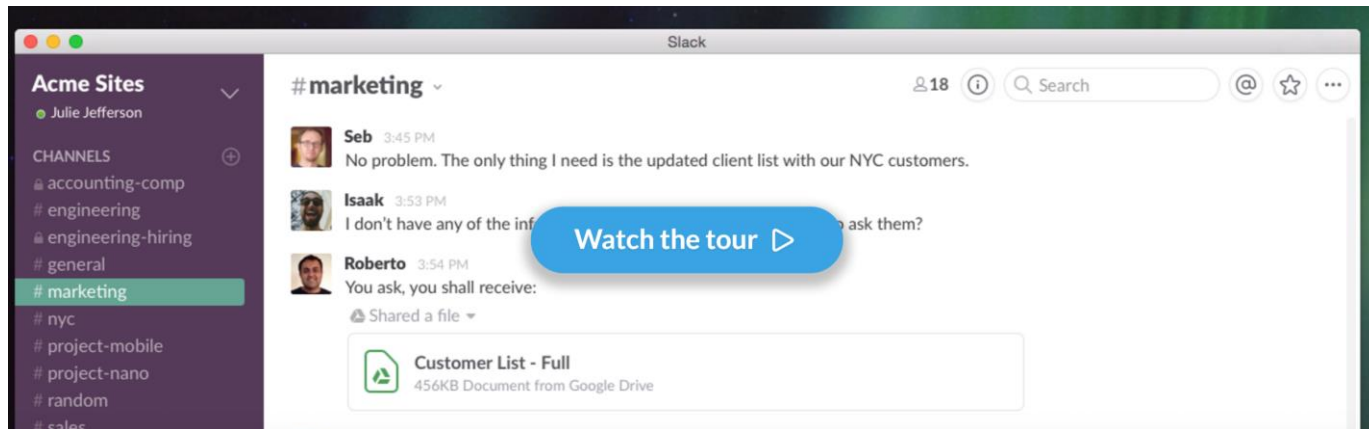 Slack
Acme Sites
Julie Jefferson
CHANNELS
accounting-comp
# engineering
engineering-hiring
# general
# marketing
# nyc
# project-mobile
# project-nano
# random
# sales
#marketing
18
Search
@
Seb 3:45 PM
No problem. The only thing I need is the updated client list with our NYC customers.
Isaak 3:53 PM
I don't have any of the ask them?
Watch the tour
Roberto 3:54 PM
You ask, you shall receive:
Shared a file
Customer List - Full
456KB Document from Google Drive